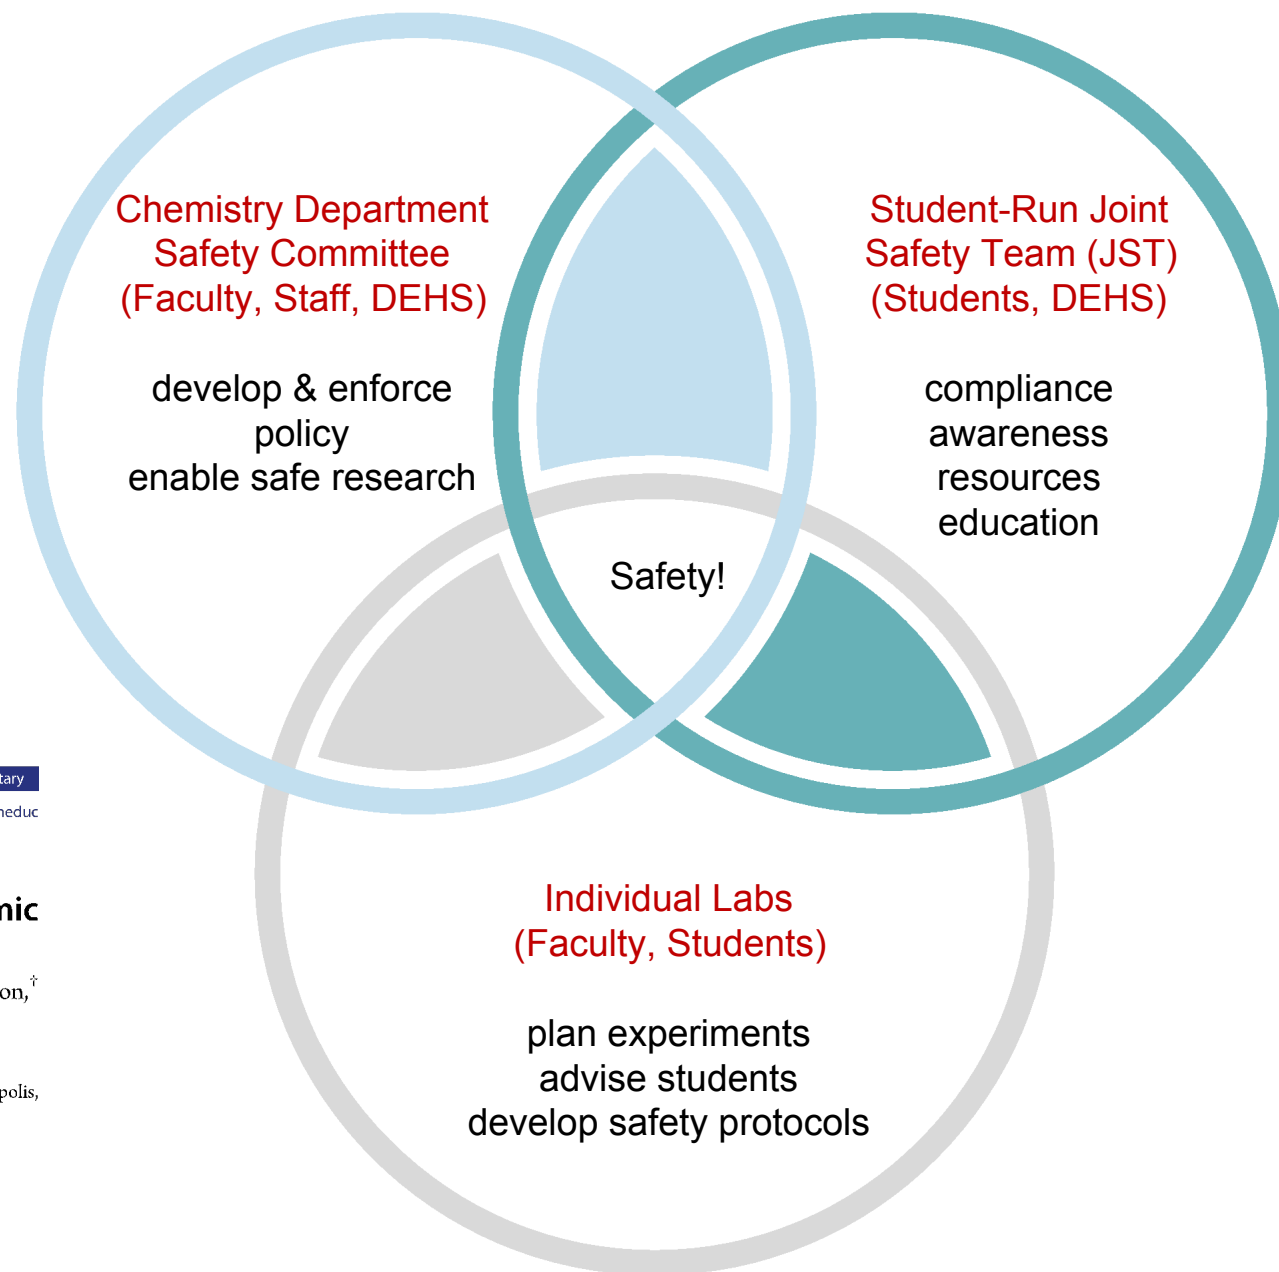 Chemistry Department
Safety Committee
(Faculty, Staff, DEHS)
develop & enforce
policy
enable safe research
Student-Run Joint
Safety Team (JST)
(Students, DEHS)
compliance
awareness
resources
education
Safety!
Individual Labs
(Faculty, Students)
plan experiments
advise students
develop safety protocols